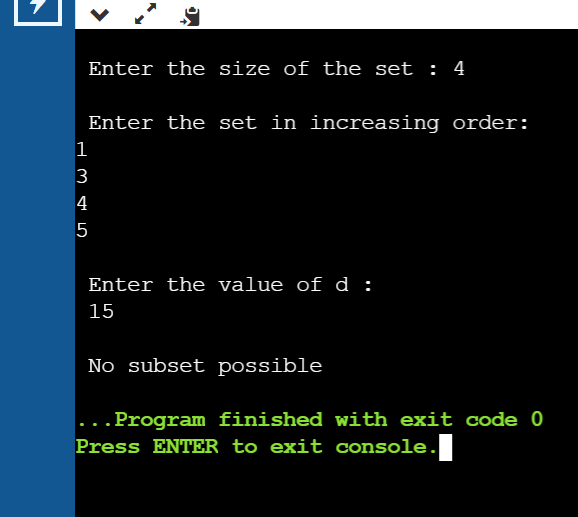 Enter the size of the set : 4
Enter the set in increasing order:
1
3
4
5
Enter the value of d :
15
No subset possible
...Program finished with exit code 0
Press ENTER to exit console.